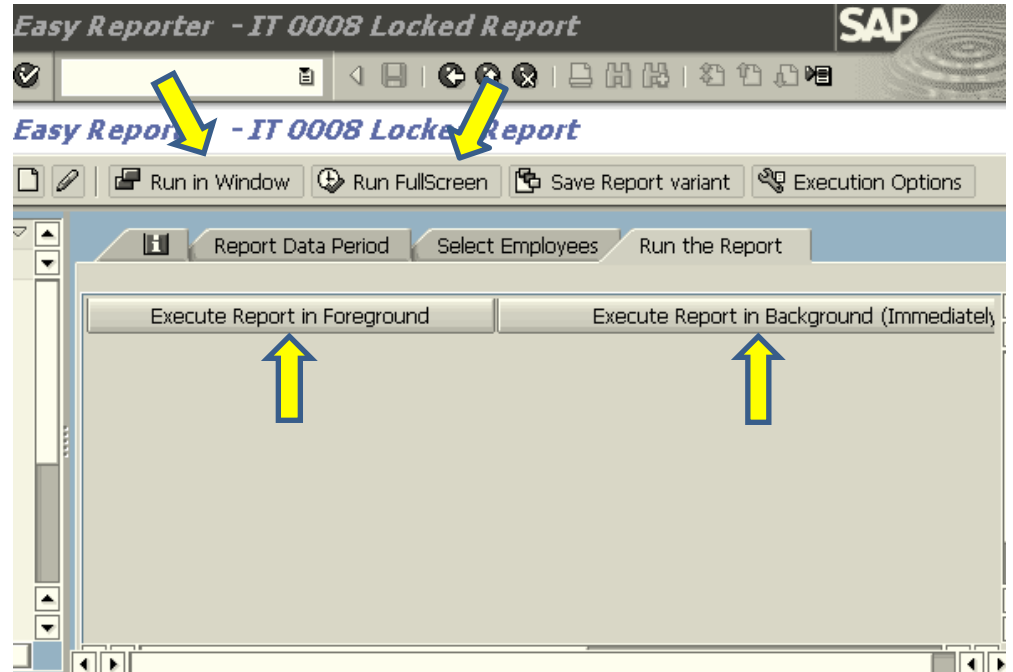 Easy Reporter - IT 0008 Locked Report
SAP
Easy Repor - IT 0008 Locke Report
Run in Window Run FullScreen Save Report variant Execution Options
Report Data Period Select Employees Run the Report
Execute Report in Foreground Execute Report in Background (Immediately